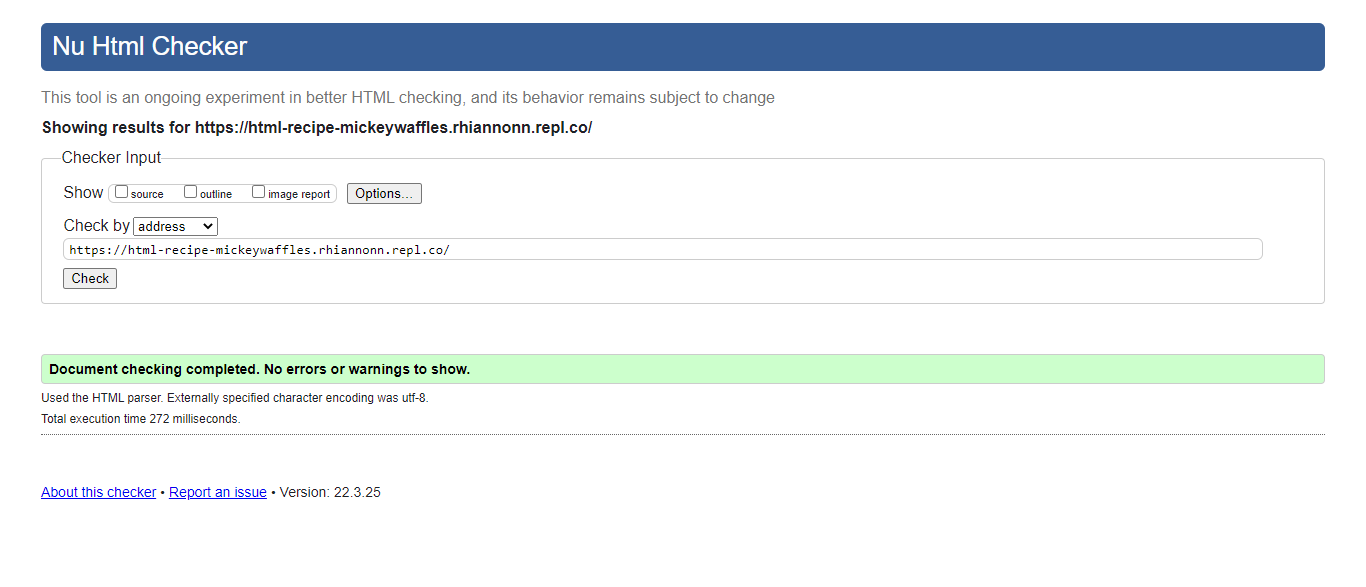 Nu Html Checker
This tool is an ongoing experiment in better HTML checking, and its behavior remains subject to change
Showing results for https://html-recipe-mickeywaffles.rhiannonn.repl.co/
Checker Input
Show source outline image report Options...
Check by address
https://html-recipe-mickeywaffles.rhiannonn.repl.co/
Check
Document checking completed. No errors or warnings to show.
Used the HTML parser. Externally specified character encoding was utf-8.
Total execution time 272 milliseconds.
About this checker • Report an issue • Version: 22.3.25